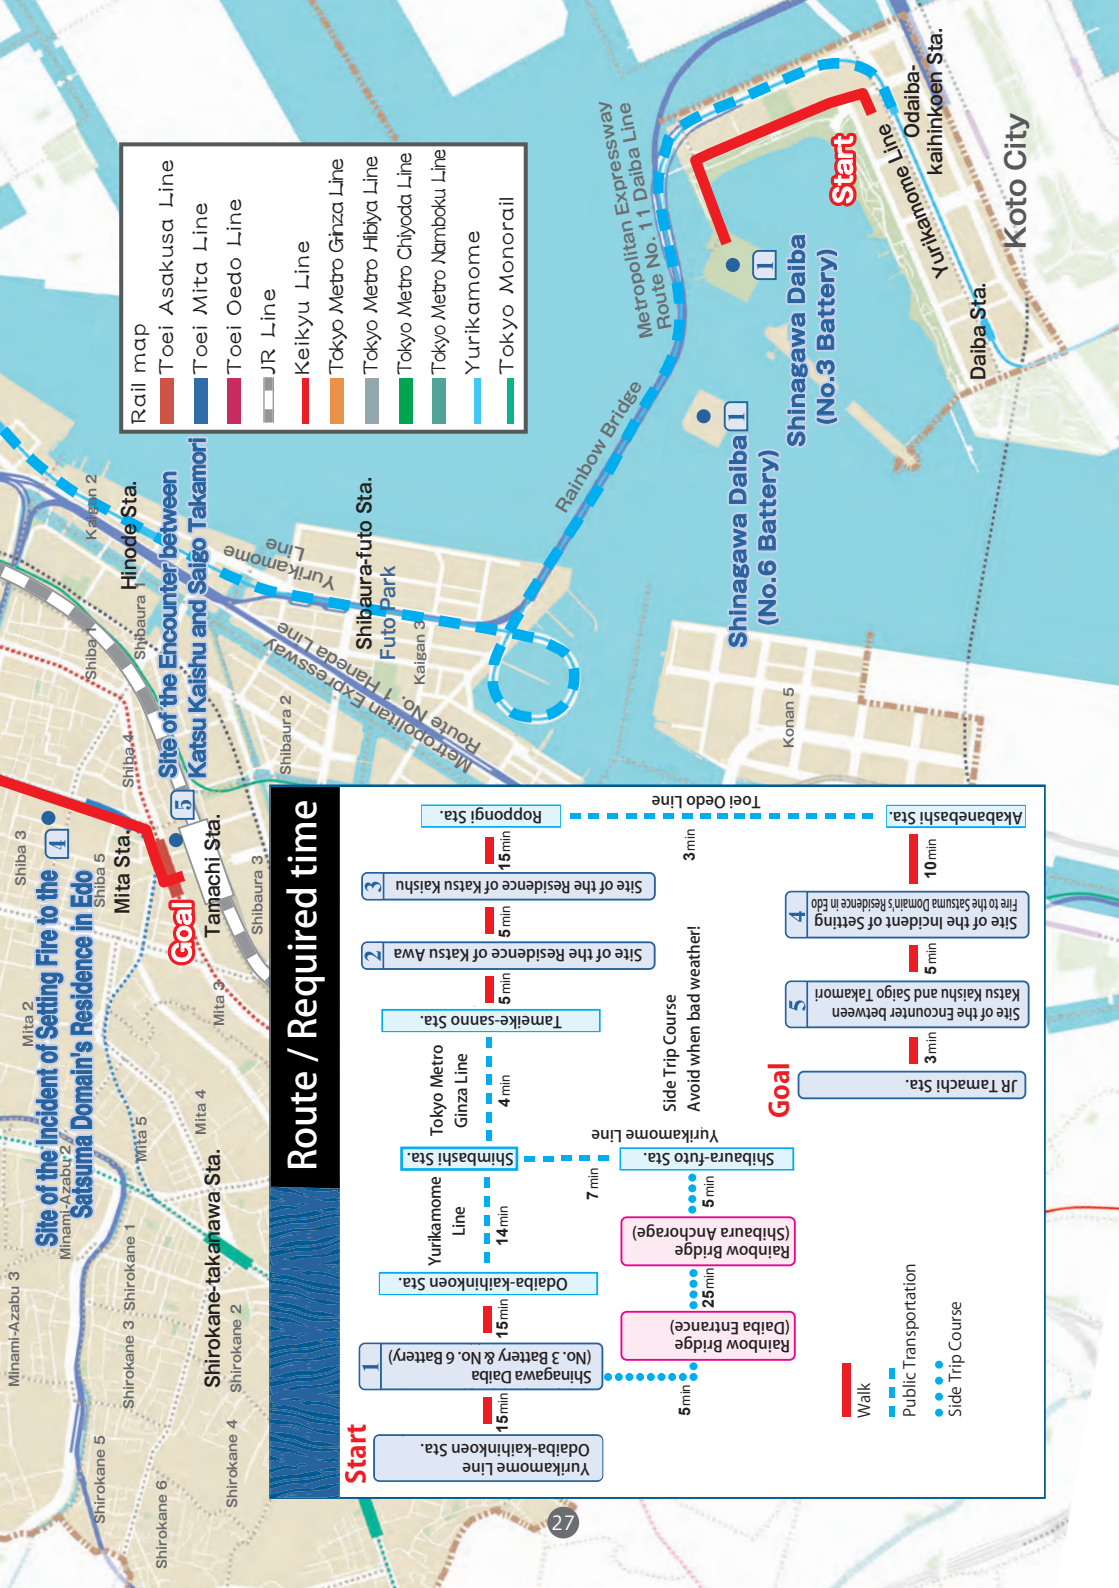 Rail map
Toei Asakusa Line
Toei Mita Line
Toei Oedo Line
JR Line
Keikyu Line
Tokyo Metro Ginza Line
Tokyo Metro Hibiya Line
Tokyo Metro Chiyoda Line
Tokyo Metro Namboku Line
Yurikamome
Tokyo Monorail
Metropolitan Expressway
Route No. 11 Daiba Line
Start
Yurikamome Line
Odaiba-
kaihinkoen Sta.
Koto City
Daiba Sta.
1
Shinagawa Daiba
(No.3 Battery)
1
Shinagawa Daiba
(No.6 Battery)
Rainbow Bridge
Kaigan 2
Hinode Sta.
Shibaura 1
Shiba 1
Site of the Encounter between
Katsu Kaishu and Saigo Takamori
5
Yurikamome
Line
Shibaura-futo Sta.
Futo Park
Kaigan 3
Metropolitan Expressway
Route No. 1 Haneda Line
Shibaura 2
Shiba 4
Konan 5
Shiba 3
4
Site of the Incident of Setting Fire to the
Satsuma Domain's Residence in Edo
Shiba 5
Mita Sta.
Goal
Tamachi Sta.
Shibaura 3
Mita 2
Mita 3
Mita 4
Mita 5
Minami-Azabu 2
Minami-Azabu 3
Shirokane-takanawa Sta.
Shirokane 1
Shirokane 2
Shirokane 3
Shirokane 4
Shirokane 5
Shirokane 6
Route / Required time
Start
Yurikamome Line
Odaiba-kaihinkoen Sta.
15min
1
Shinagawa Daiba
(No. 3 Battery & No. 6 Battery)
15min
Odaiba-kaihinkoen Sta.
Yurikamome
Line
14min
Shimbashi Sta.
Tokyo Metro
Ginza Line
4min
Tameike-sanno Sta.
5min
2
Site of the Residence of Katsu Awa
5min
3
Site of the Residence of Katsu Kaishu
15min
Roppongi Sta.
Toei Oedo Line
3min
Akabanebashi Sta.
10min
4
Site of the Incident of Setting
Fire to the Satsuma Domain's Residence in Edo
5min
5
Site of the Encounter between
Katsu Kaishu and Saigo Takamori
3min
Goal
JR Tamachi Sta.
5min
Rainbow Bridge
(Daiba Entrance)
25min
Rainbow Bridge
(Shibaura Anchorage)
5min
Shibaura-futo Sta.
Yurikamome Line
7min
Side Trip Course
Avoid when bad weather!
Walk
Public Transportation
Side Trip Course
27